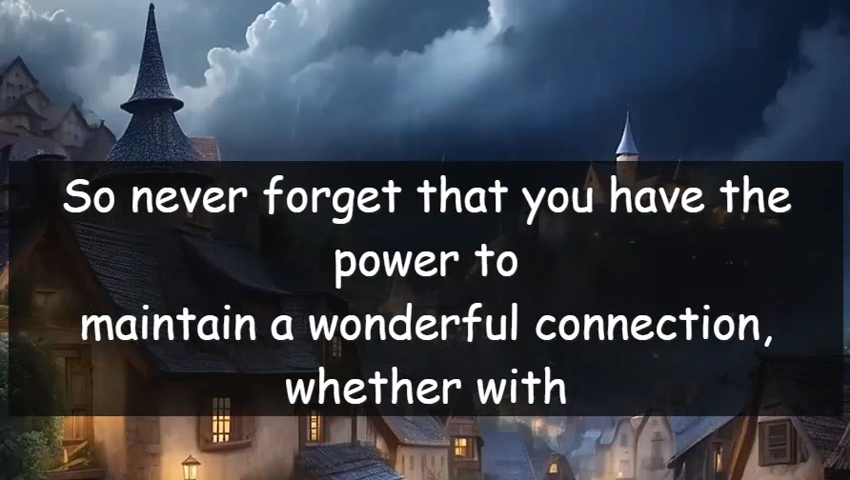 So never forget that you have the
power to
maintain a wonderful connection,
whether with